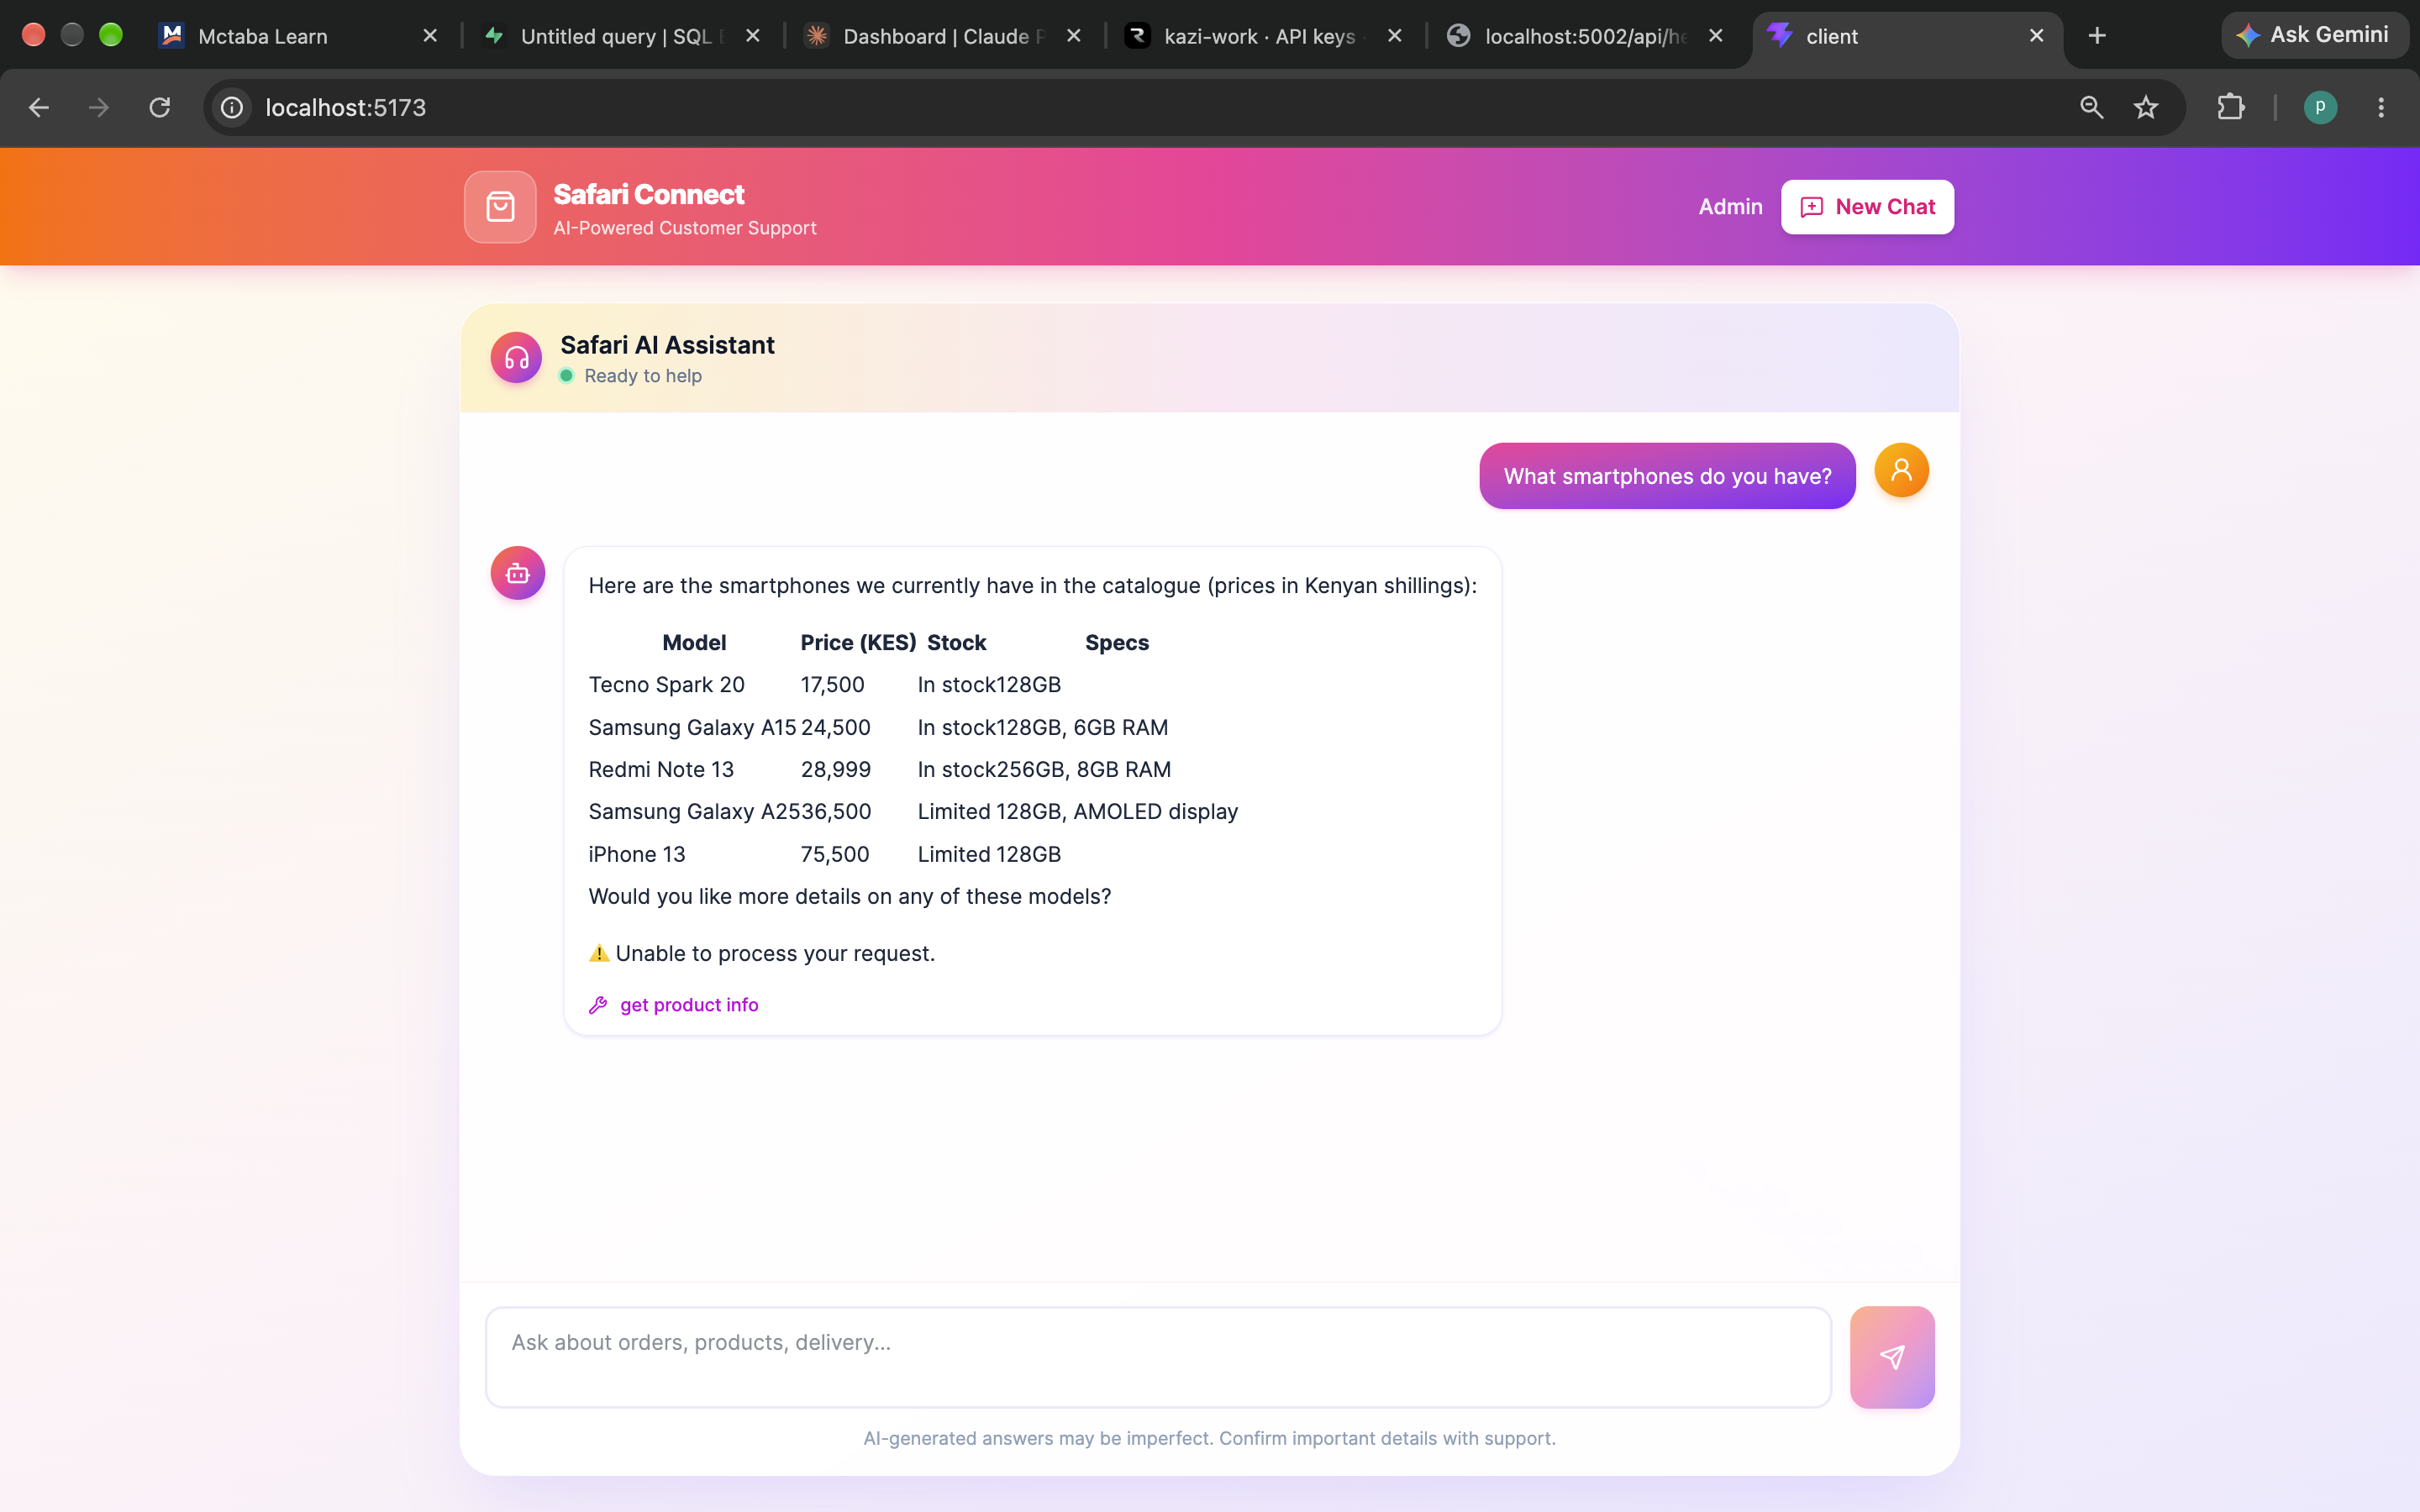 Mctaba Learn
Untitled query | SQL
Dashboard | Claude
kazi-work · API keys
localhost:5002/api/he
client
Ask Gemini
localhost:5173
p
Safari Connect
AI-Powered Customer Support
Admin
New Chat
Safari AI Assistant
Ready to help
What smartphones do you have?
Here are the smartphones we currently have in the catalogue (prices in Kenyan shillings):
Model Price (KES) Stock Specs
Tecno Spark 20 17,500 In stock 128GB
Samsung Galaxy A15 24,500 In stock 128GB, 6GB RAM
Redmi Note 13 28,999 In stock 256GB, 8GB RAM
Samsung Galaxy A25 36,500 Limited 128GB, AMOLED display
iPhone 13 75,500 Limited 128GB
Would you like more details on any of these models?
⚠️ Unable to process your request.
get product info
Ask about orders, products, delivery...
AI-generated answers may be imperfect. Confirm important details with support.